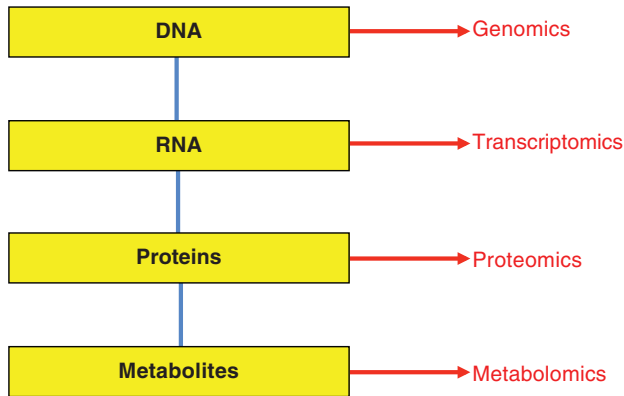 DNA
Genomics
RNA
Transcriptomics
Proteins
Proteomics
Metabolites
Metabolomics